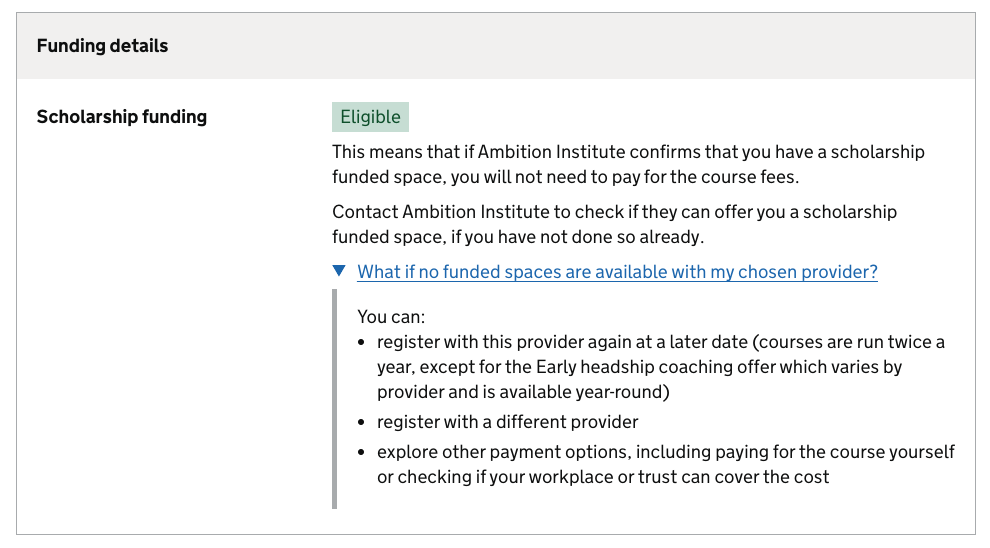 Funding details
Scholarship funding
Eligible
This means that if Ambition Institute confirms that you have a scholarship
funded space, you will not need to pay for the course fees.
Contact Ambition Institute to check if they can offer you a scholarship
funded space, if you have not done so already.
▼ What if no funded spaces are available with my chosen provider?
You can:
• register with this provider again at a later date (courses are run twice a
year, except for the Early headship coaching offer which varies by
provider and is available year-round)
• register with a different provider
• explore other payment options, including paying for the course yourself
or checking if your workplace or trust can cover the cost